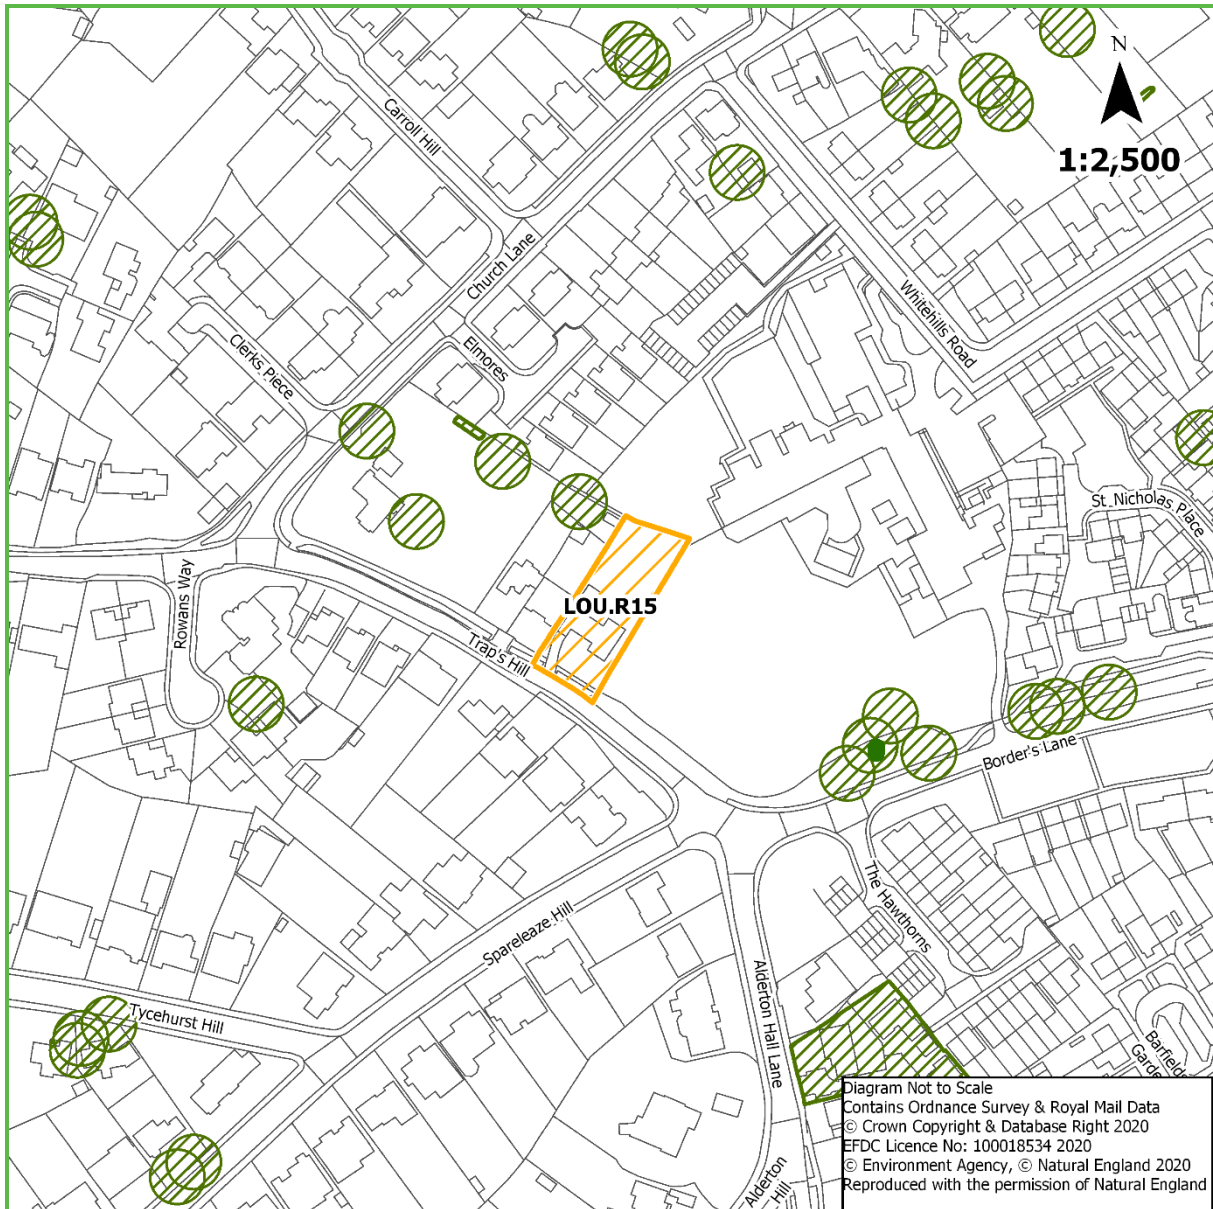 N
1:2,500
Carroll Hill
Church Lane
Whitehills Road
Clerks Piece
Elmores
St Nicholas Place
Rowans Way
LOU.R15
Trap's Hill
Border's Lane
The Hawthorns
Spareleaze Hill
Alderton Hall Lane
Tycehurst Hill
Alderton
Hill
Diagram Not to Scale
Contains Ordnance Survey & Royal Mail Data
© Crown Copyright & Database Right 2020
EFDC Licence No: 100018534 2020
© Environment Agency, © Natural England 2020
Reproduced with the permission of Natural England